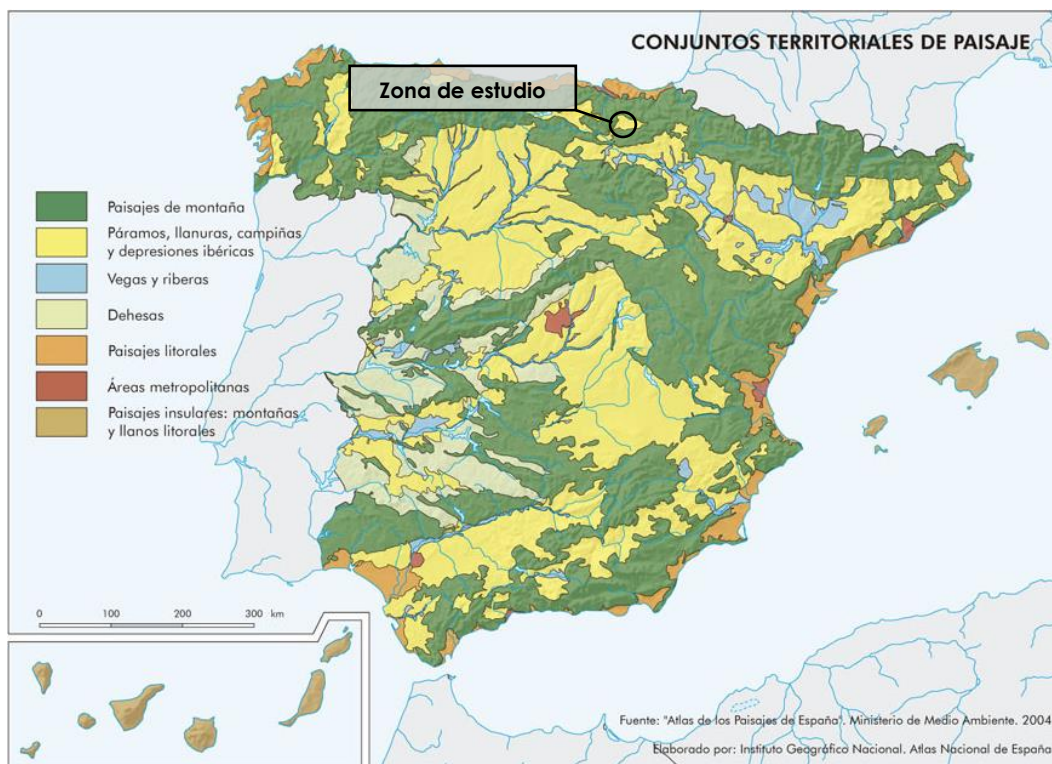 CONJUNTOS TERRITORIALES DE PAISAJE
Zona de estudio
Paisajes de montaña
Páramos, llanuras, campiñas
y depresiones ibéricas
Vegas y riberas
Dehesas
Paisajes litorales
Áreas metropolitanas
Paisajes insulares: montañas
y llanos litorales
0 100 200 300 km
Fuente: "Atlas de los Paisajes de España". Ministerio de Medio Ambiente. 2004
Elaborado por: Instituto Geográfico Nacional. Atlas Nacional de España